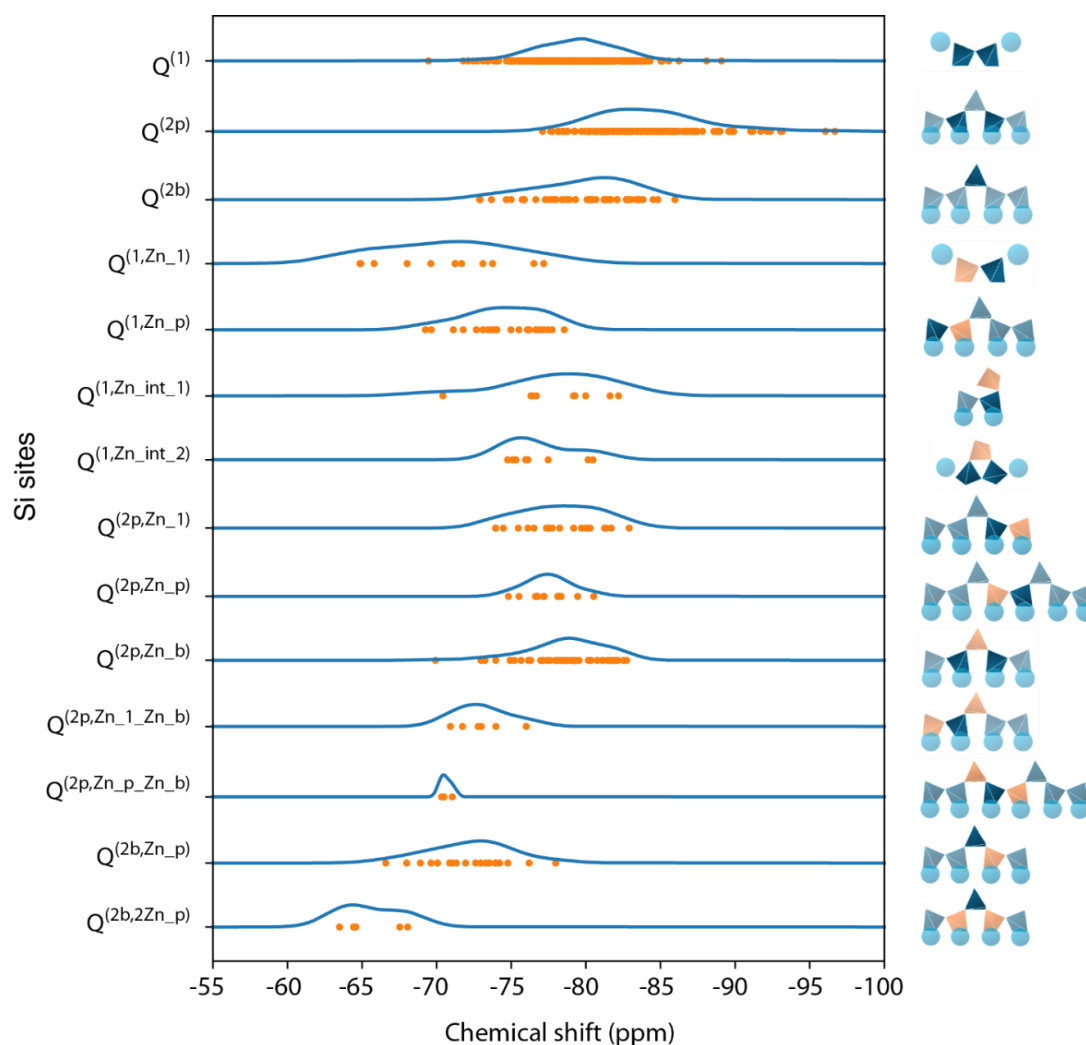 Si sites
Q(1)
Q(2p)
Q(2b)
Q(1,Zn_1)
Q(1,Zn_p)
Q(1,Zn_int_1)
Q(1,Zn_int_2)
Q(2p,Zn_1)
Q(2p,Zn_p)
Q(2p,Zn_b)
Q(2p,Zn_1_Zn_b)
Q(2p,Zn_p_Zn_b)
Q(2b,Zn_p)
Q(2b,2Zn_p)
-55 -60 -65 -70 -75 -80 -85 -90 -95 -100
Chemical shift (ppm)